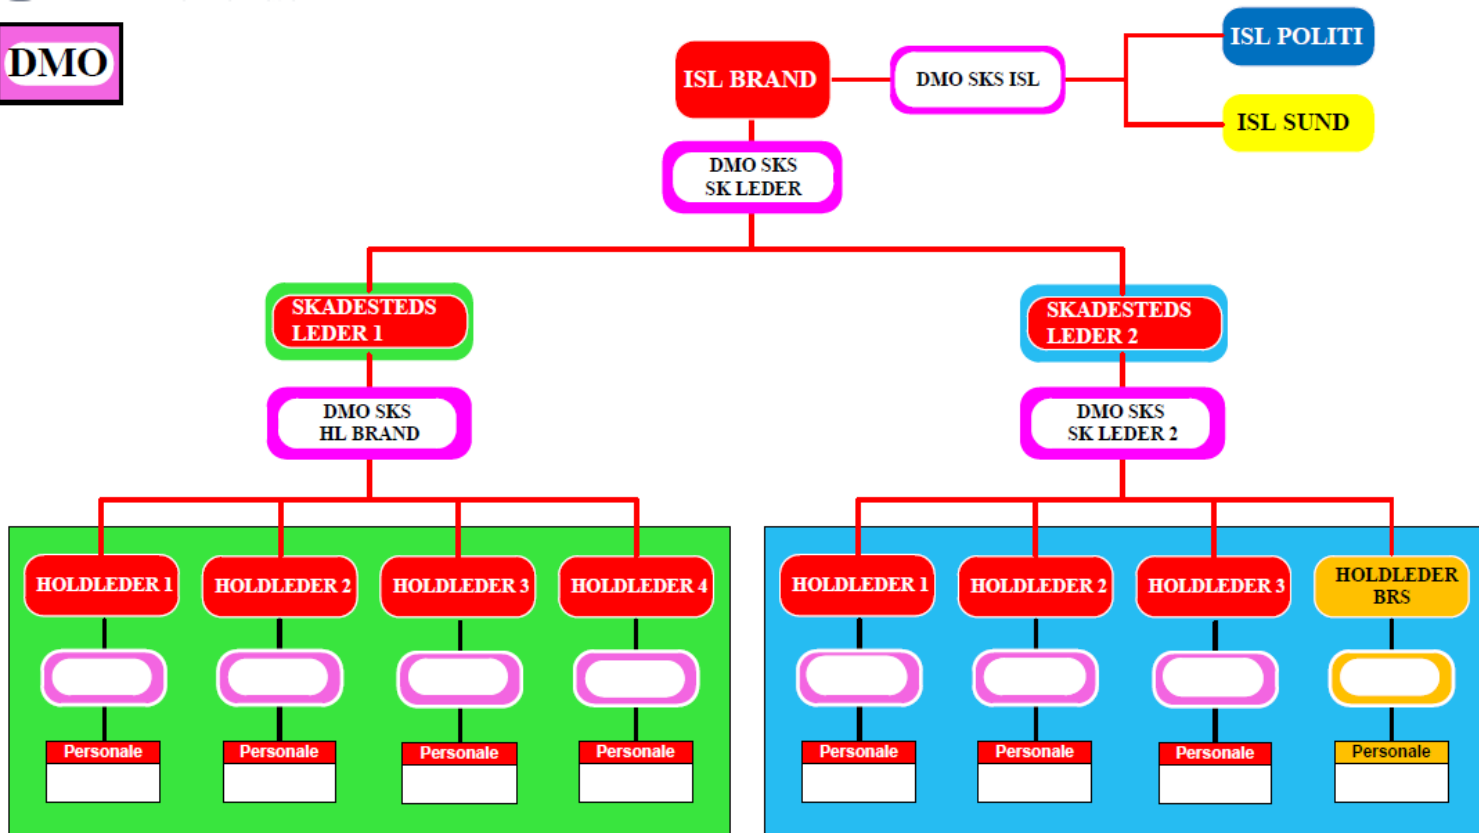 DMO
ISL BRAND
DMO SKS ISL
ISL POLITI
ISL SUND
DMO SKS
SK LEDER
SKADESTEDS
LEDER 1
SKADESTEDS
LEDER 2
DMO SKS
HL BRAND
DMO SKS
SK LEDER 2
HOLDLEDER 1
HOLDLEDER 2
HOLDLEDER 3
HOLDLEDER 4
HOLDLEDER 1
HOLDLEDER 2
HOLDLEDER 3
HOLDLEDER
BRS
Personale
Personale
Personale
Personale
Personale
Personale
Personale
Personale